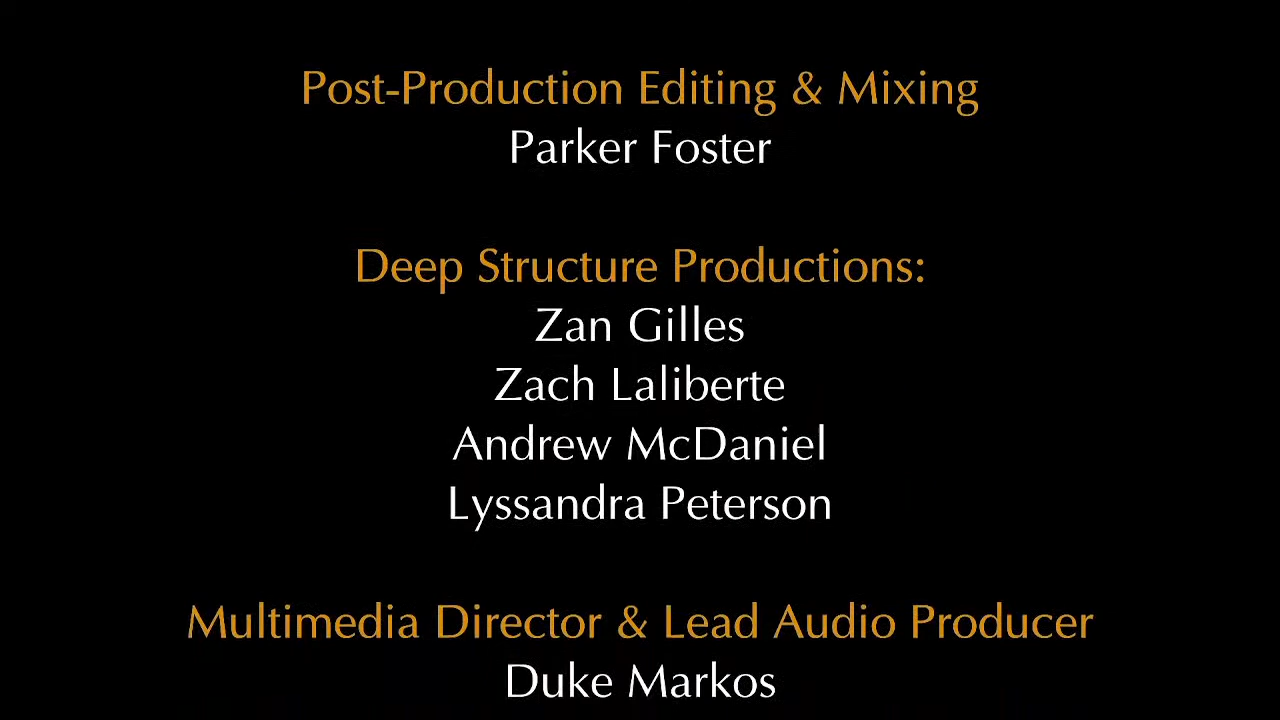 Post-Production Editing & Mixing
Parker Foster
Deep Structure Productions:
Zan Gilles
Zach Laliberte
Andrew McDaniel
Lyssandra Peterson
Multimedia Director & Lead Audio Producer
Duke Markos